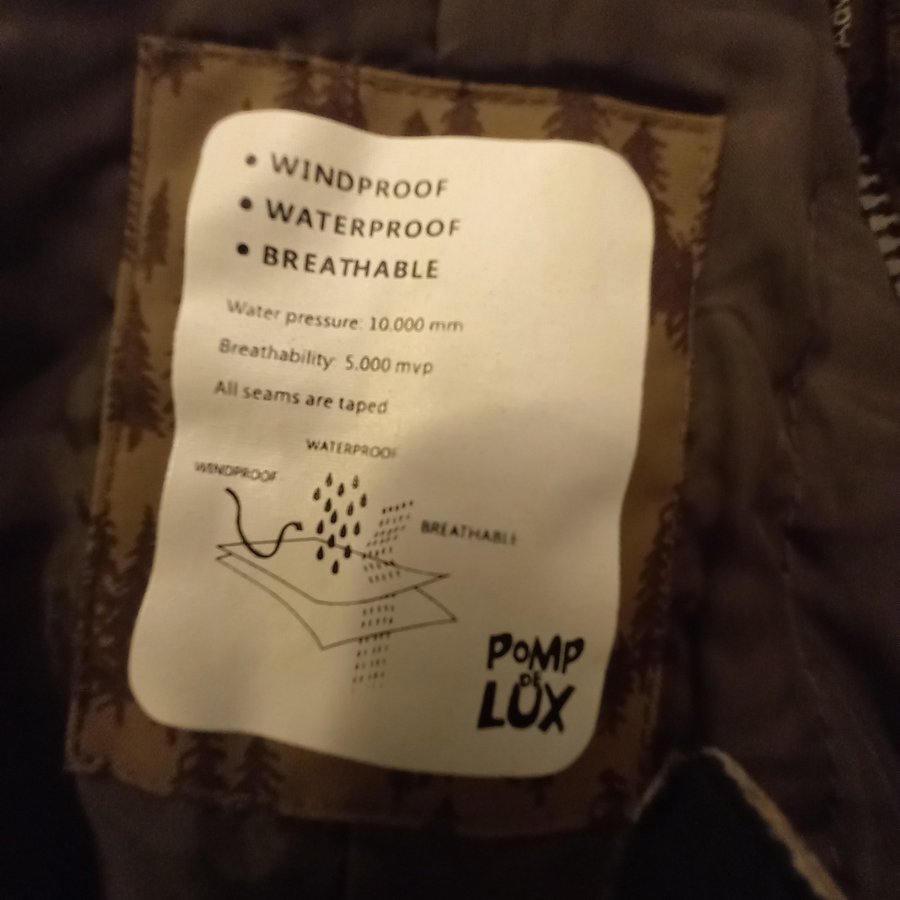 • WINDPROOF
• WATERPROOF
• BREATHABLE
Water pressure: 10.000 mm
Breathability: 5.000 mvp
All seams are taped
WATERPROOF
WINDPROOF
BREATHABLE
POMP
DE
LUX